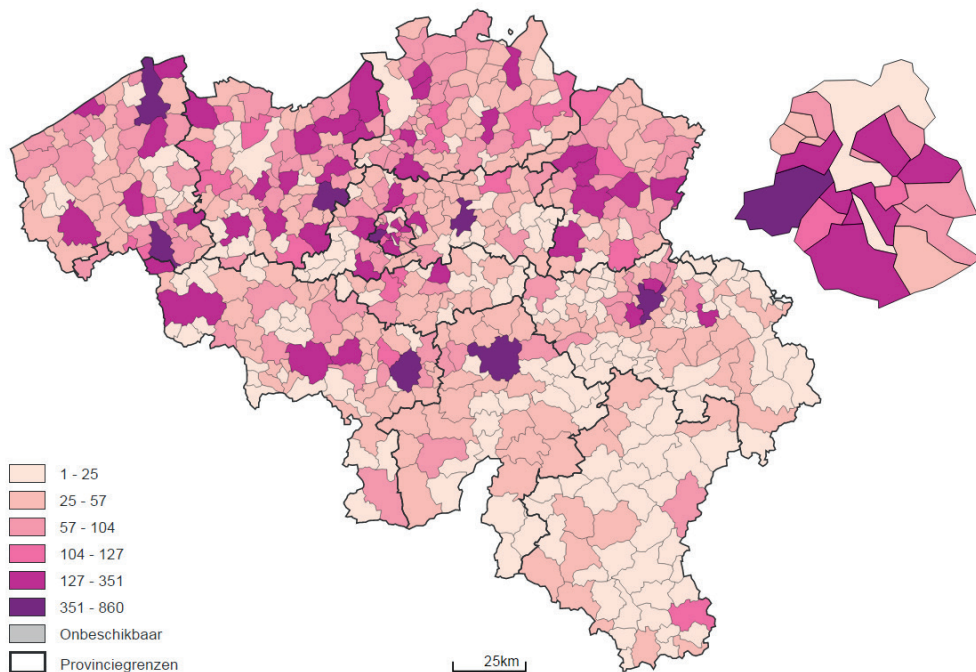 1 - 25
25 - 57
57 - 104
104 - 127
127 - 351
351 - 860
Onbeschikbaar
Provinciegrenzen
25km